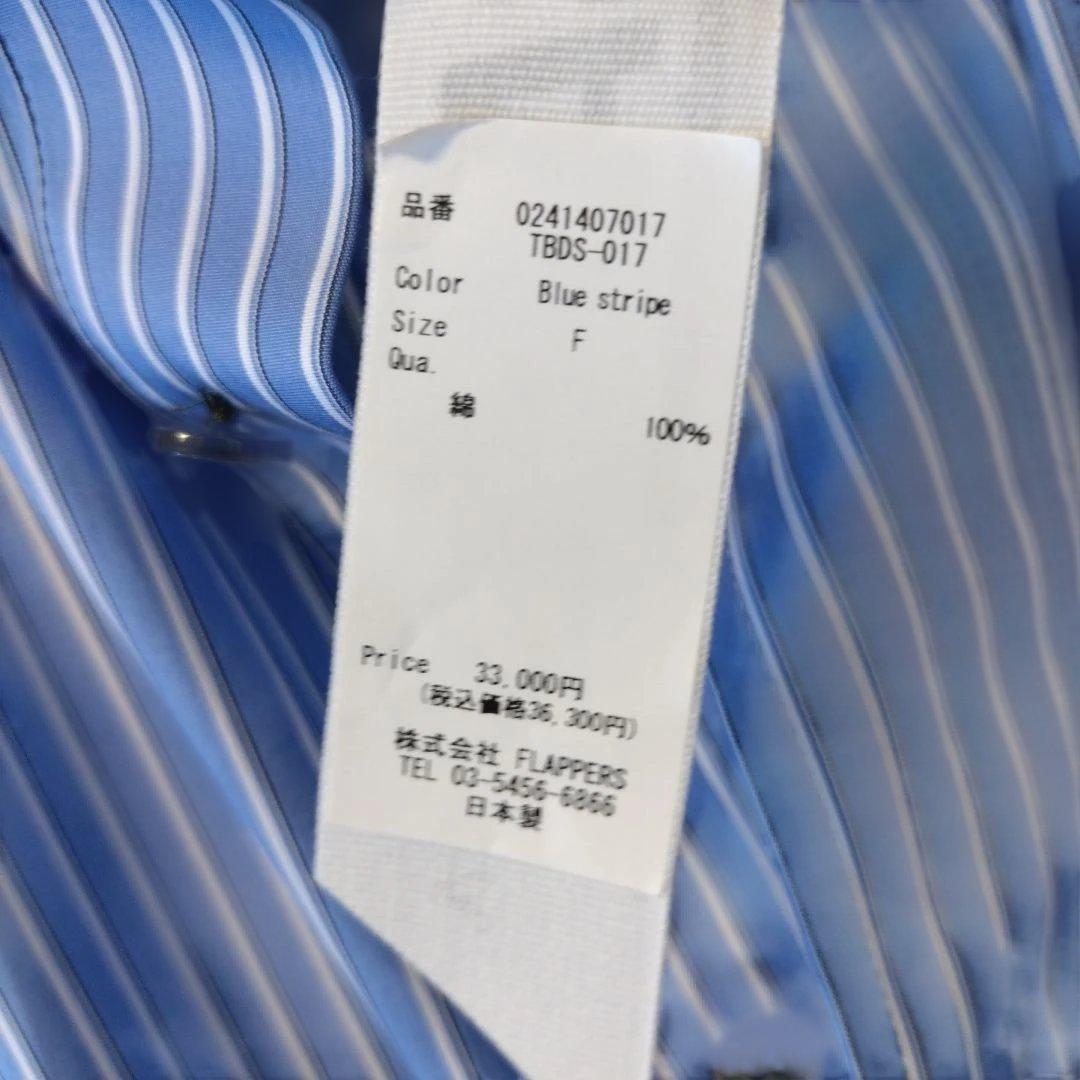 品番 0241407017
TBDS-017
Color Blue stripe
Size F
Qua.
綿 100%
Price 33,000円
(税込価格36,300円)
株式会社 FLAPPERS
TEL 03-5456-6866
日本製